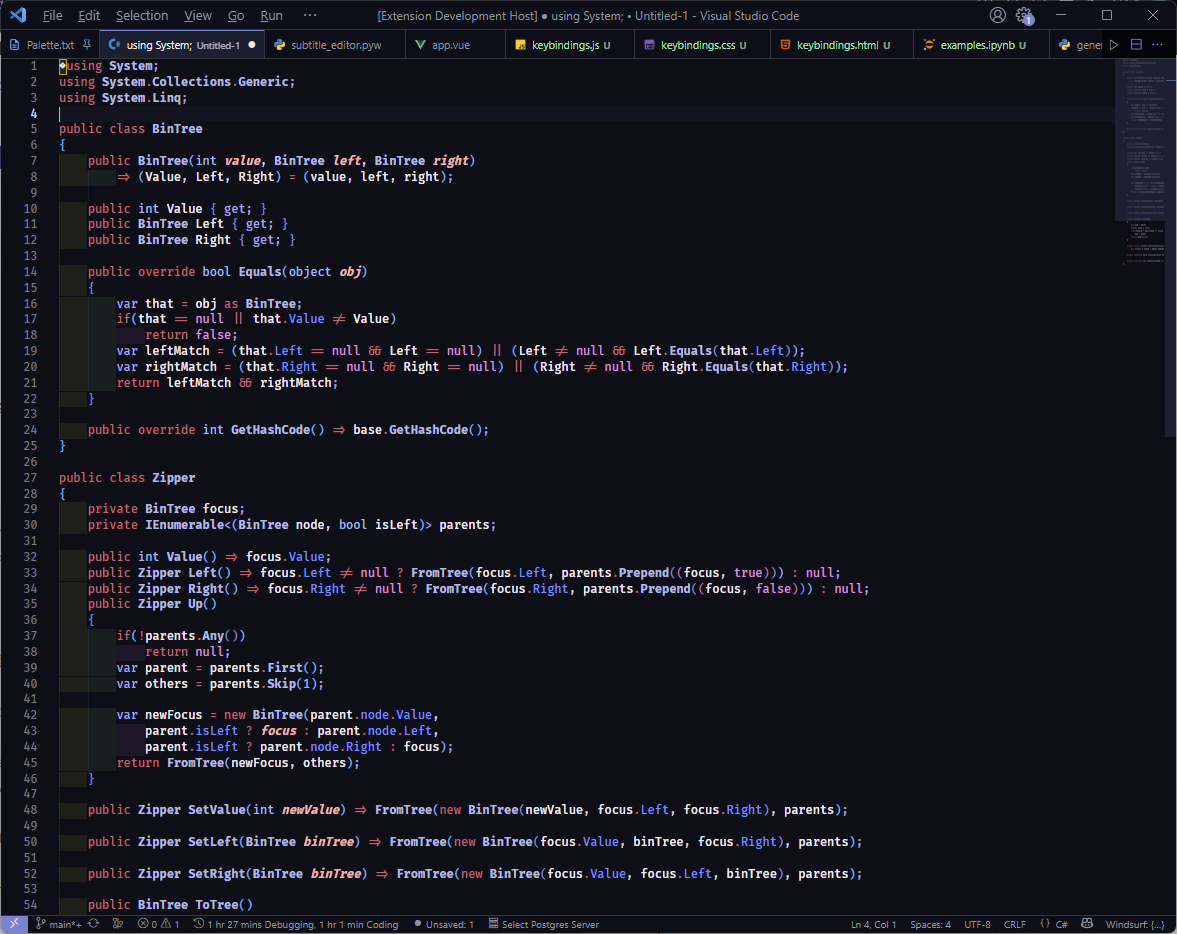 File Edit Selection View Go Run ··· [Extension Development Host] ● using System; • Untitled-1 - Visual Studio Code 1
Palette.txt using System; Untitled-1 ● subtitle_editor.pyw app.vue keybindings.js U keybindings.css U keybindings.html U examples.ipynb U gene ···
1 �using System;
2 using System.Collections.Generic;
3 using System.Linq;
4
5 public class BinTree
6 {
7 public BinTree(int value, BinTree left, BinTree right)
8 => (Value, Left, Right) = (value, left, right);
9
10 public int Value { get; }
11 public BinTree Left { get; }
12 public BinTree Right { get; }
13
14 public override bool Equals(object obj)
15 {
16 var that = obj as BinTree;
17 if(that == null || that.Value != Value)
18 return false;
19 var leftMatch = (that.Left == null && Left == null) || (Left != null && Left.Equals(that.Left));
20 var rightMatch = (that.Right == null && Right == null) || (Right != null && Right.Equals(that.Right));
21 return leftMatch && rightMatch;
22 }
23
24 public override int GetHashCode() => base.GetHashCode();
25 }
26
27 public class Zipper
28 {
29 private BinTree focus;
30 private IEnumerable<(BinTree node, bool isLeft)> parents;
31
32 public int Value() => focus.Value;
33 public Zipper Left() => focus.Left != null ? FromTree(focus.Left, parents.Prepend((focus, true))) : null;
34 public Zipper Right() => focus.Right != null ? FromTree(focus.Right, parents.Prepend((focus, false))) : null;
35 public Zipper Up()
36 {
37 if(!parents.Any())
38 return null;
39 var parent = parents.First();
40 var others = parents.Skip(1);
41
42 var newFocus = new BinTree(parent.node.Value,
43 parent.isLeft ? focus : parent.node.Left,
44 parent.isLeft ? parent.node.Right : focus);
45 return FromTree(newFocus, others);
46 }
47
48 public Zipper SetValue(int newValue) => FromTree(new BinTree(newValue, focus.Left, focus.Right), parents);
49
50 public Zipper SetLeft(BinTree binTree) => FromTree(new BinTree(focus.Value, binTree, focus.Right), parents);
51
52 public Zipper SetRight(BinTree binTree) => FromTree(new BinTree(focus.Value, focus.Left, binTree), parents);
53
54 public BinTree ToTree()
main*+ 0 1 1 hr 27 mins Debugging, 1 hr 1 min Coding ● Unsaved: 1 Select Postgres Server Ln 4, Col 1 Spaces: 4 UTF-8 CRLF {} C# Windsurf: {...}